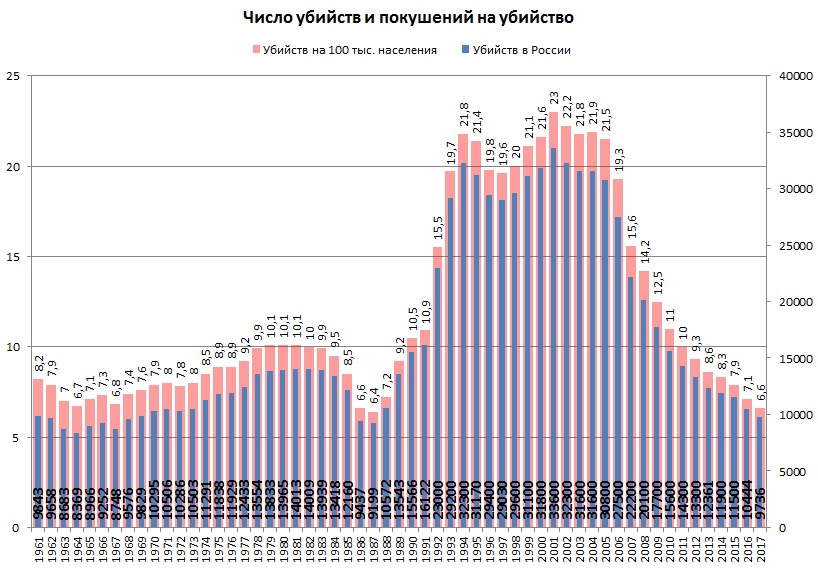 Число убийств и покушений на убийство
Убийств на 100 тыс. населения Убийств в России
25 40000
35000
20 30000
25000
15
20000
10 15000
10000
5
5000
0 0
8,2 7,9 7 6,7 7,1 7,3 6,8 7,4 7,6 7,9 8 7,8 8 8,5 8,9 8,9 9,2 9,9 10,1 10,1 10,1 10 9,9 9,5 8,5 6,6 6,4 7,2 9,2 10,5 10,9 15,5 19,7 21,8 21,4 19,8 19,6 20 21,1 21,6 23 22,2 21,8 21,9 21,5 19,3 15,6 14,2 12,5 11 10 9,3 8,6 8,3 7,9 7,1 6,6
9843 9658 8683 8369 8966 9252 8748 9576 9829 10295 10506 10286 10503 11291 11838 11929 12433 13554 13833 13965 14013 14009 13939 13418 12160 9437 9199 10572 13543 15566 16122 23000 29200 32300 31170 29400 29030 29600 31100 31800 33600 32300 31600 31600 30800 27500 22200 20100 17700 15600 14300 13300 12361 11900 11500 10444 9736
1961 1962 1963 1964 1965 1966 1967 1968 1969 1970 1971 1972 1973 1974 1975 1976 1977 1978 1979 1980 1981 1982 1983 1984 1985 1986 1987 1988 1989 1990 1991 1992 1993 1994 1995 1996 1997 1998 1999 2000 2001 2002 2003 2004 2005 2006 2007 2008 2009 2010 2011 2012 2013 2014 2015 2016 2017